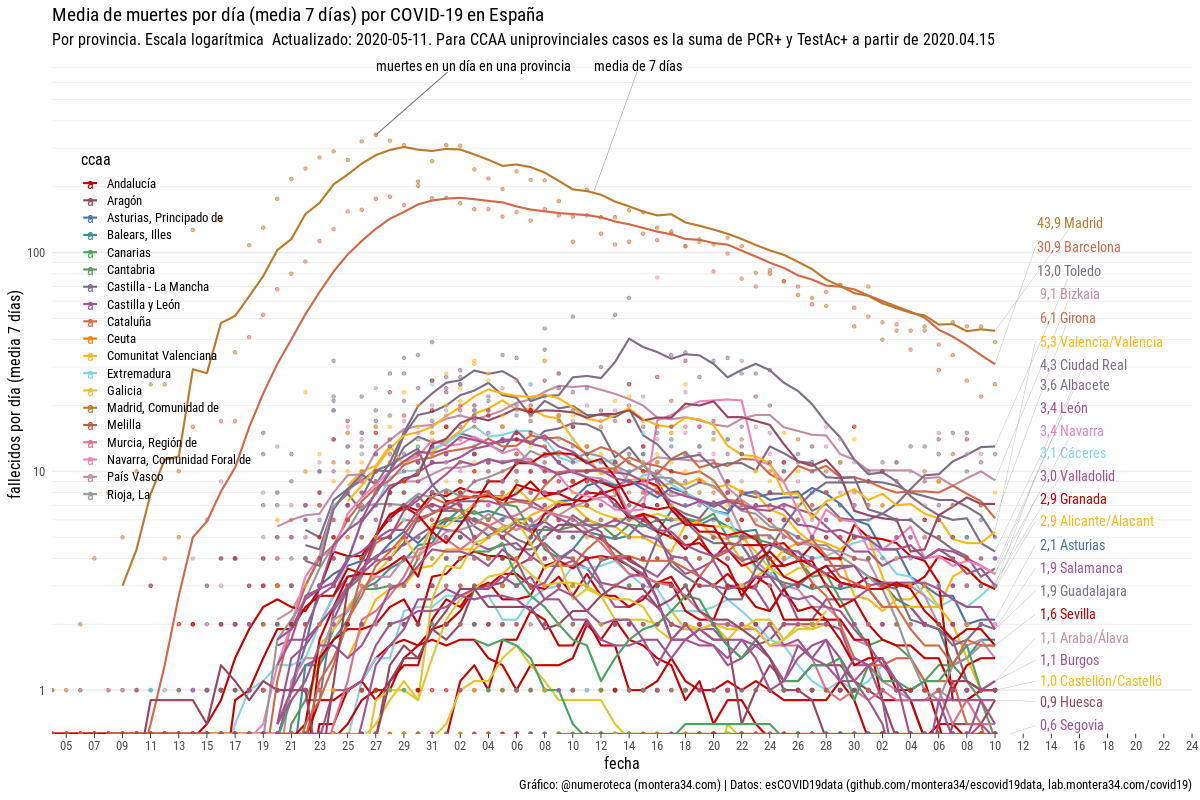 Media de muertes por día (media 7 días) por COVID-19 en España
Por provincia. Escala logarítmica  Actualizado: 2020-05-11. Para CCAA uniprovinciales casos es la suma de PCR+ y TestAc+ a partir de 2020.04.15
muertes en un día en una provincia
media de 7 días
ccaa
Andalucía
Aragón
Asturias, Principado de
Balears, Illes
Canarias
Cantabria
Castilla - La Mancha
Castilla y León
Cataluña
Ceuta
Comunitat Valenciana
Extremadura
Galicia
Madrid, Comunidad de
Melilla
Murcia, Región de
Navarra, Comunidad Foral de
País Vasco
Rioja, La
fallecidos por día (media  7 días)
100
10
1
43,9 Madrid
30,9 Barcelona
13,0 Toledo
9,1 Bizkaia
6,1 Girona
5,3 Valencia/València
4,3 Ciudad Real
3,6 Albacete
3,4 León
3,4 Navarra
3,1 Cáceres
3,0 Valladolid
2,9 Granada
2,9 Alicante/Alacant
2,1 Asturias
1,9 Salamanca
1,9 Guadalajara
1,6 Sevilla
1,1 Araba/Álava
1,1 Burgos
1,0 Castellón/Castelló
0,9 Huesca
0,6 Segovia
05 07 09 11 13 15 17 19 21 23 25 27 29 31 02 04 06 08 10 12 14 16 18 20 22 24 26 28 30 02 04 06 08 10 12 14 16 18 20 22 24
fecha
Gráfico: @numeroteca (montera34.com) | Datos: esCOVID19data (github.com/montera34/escovid19data, lab.montera34.com/covid19)